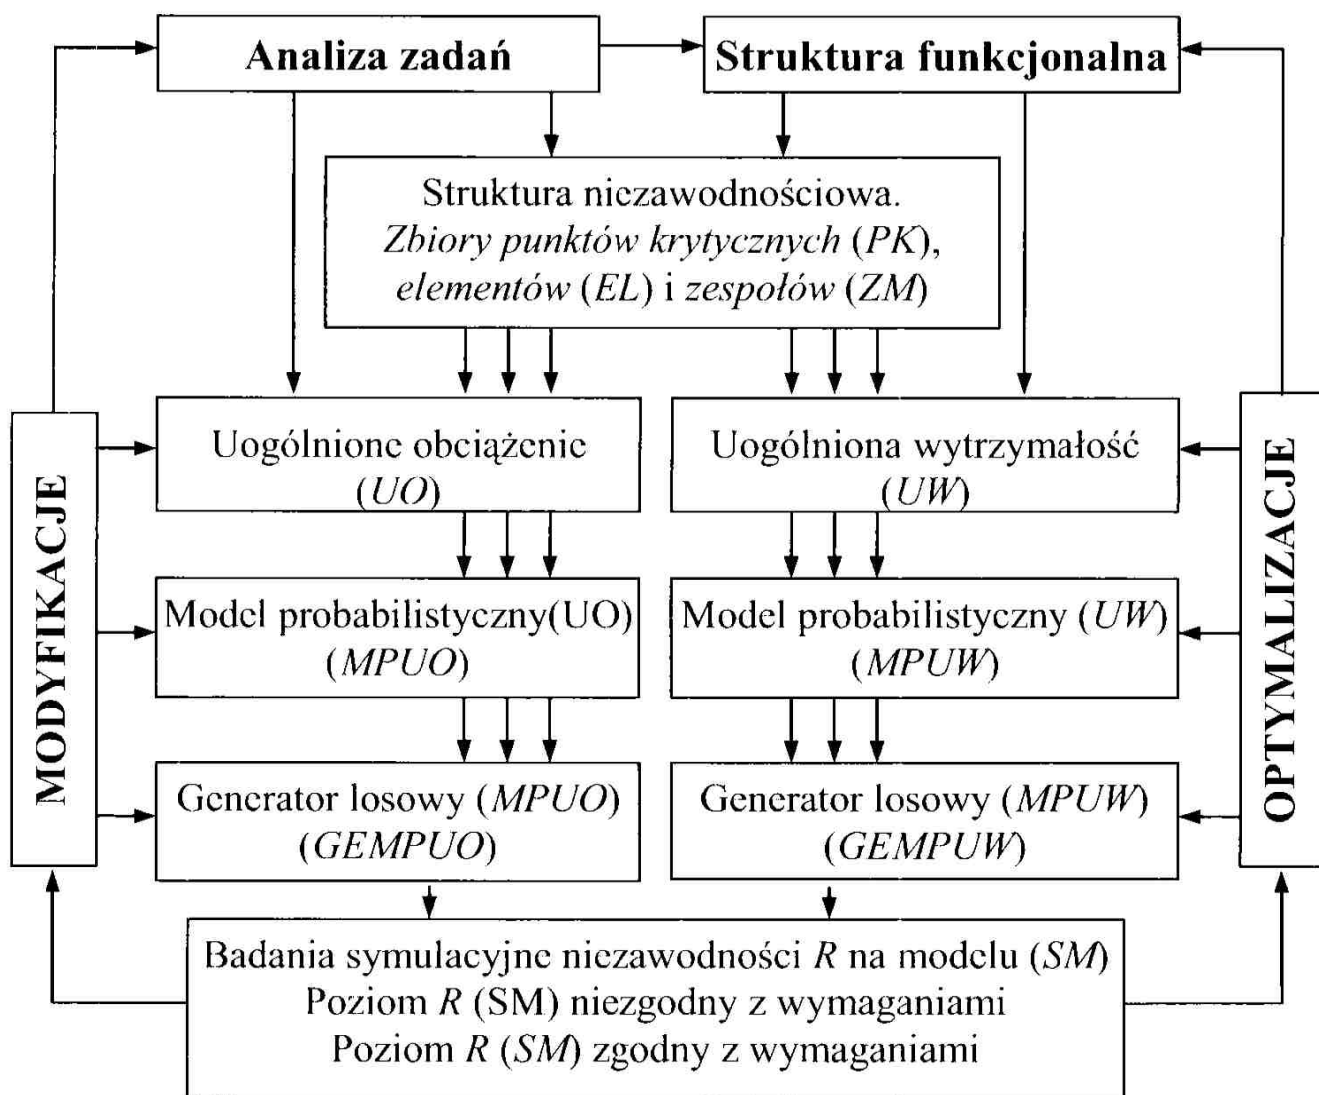 Analiza zadań
Struktura funkcjonalna
Struktura niezawodnościowa.
Zbiory punktów krytycznych (PK),
elementów (EL) i zespołów (ZM)
MODYFIKACJE
OPTYMALIZACJE
Uogólnione obciążenie
(UO)
Uogólniona wytrzymałość
(UW)
Model probabilistyczny(UO)
(MPUO)
Model probabilistyczny (UW)
(MPUW)
Generator losowy (MPUO)
(GEMPUO)
Generator losowy (MPUW)
(GEMPUW)
Badania symulacyjne niezawodności R na modelu (SM)
Poziom R (SM) niezgodny z wymaganiami
Poziom R (SM) zgodny z wymaganiami